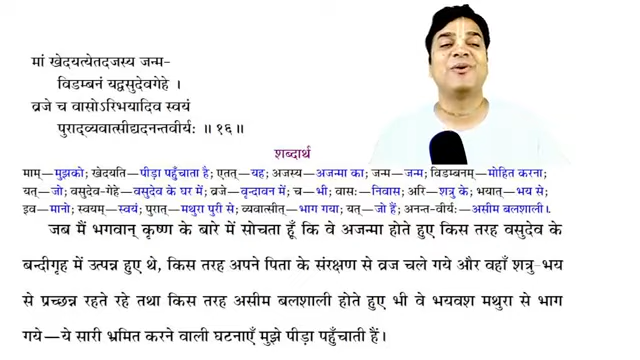 मां खेदयत्येतदजस्य जन्म-
विडम्बनं यद्वसुदेवगेहे ।
व्रजे च वासोऽरिभयादिव स्वयं
पुराद्व्यवात्सीद्यदनन्तवीर्यः ॥ १६॥
शब्दार्थ
माम्—मुझको; खेदयति—पीड़ा पहुँचाता है; एतत्—यह; अजस्य—अजन्मा का; जन्म—जन्म; विडम्बनम्—मोहित करना;
यत्—जो; वसुदेव-गेहे—वसुदेव के घर में; व्रजे—वृन्दावन में; च—भी; वासः—निवास; अरि—शत्रु के; भयात्—भय से;
इव—मानो; स्वयम्—स्वयं; पुरात्—मथुरा पुरी से; व्यवात्सीत्—भाग गया; यत्—जो हैं; अनन्त-वीर्यः—असीम बलशाली।
जब मैं भगवान् कृष्ण के बारे में सोचता हूँ कि वे अजन्मा होते हुए किस तरह वसुदेव के
बन्दीगृह में उत्पन्न हुए थे, किस तरह अपने पिता के संरक्षण से व्रज चले गये और वहाँ शत्रु-भय
से प्रच्छन्न रहते रहे तथा किस तरह असीम बलशाली होते हुए भी वे भयवश मथुरा से भाग
गये—ये सारी भ्रमित करने वाली घटनाएँ मुझे पीड़ा पहुँचाती हैं।